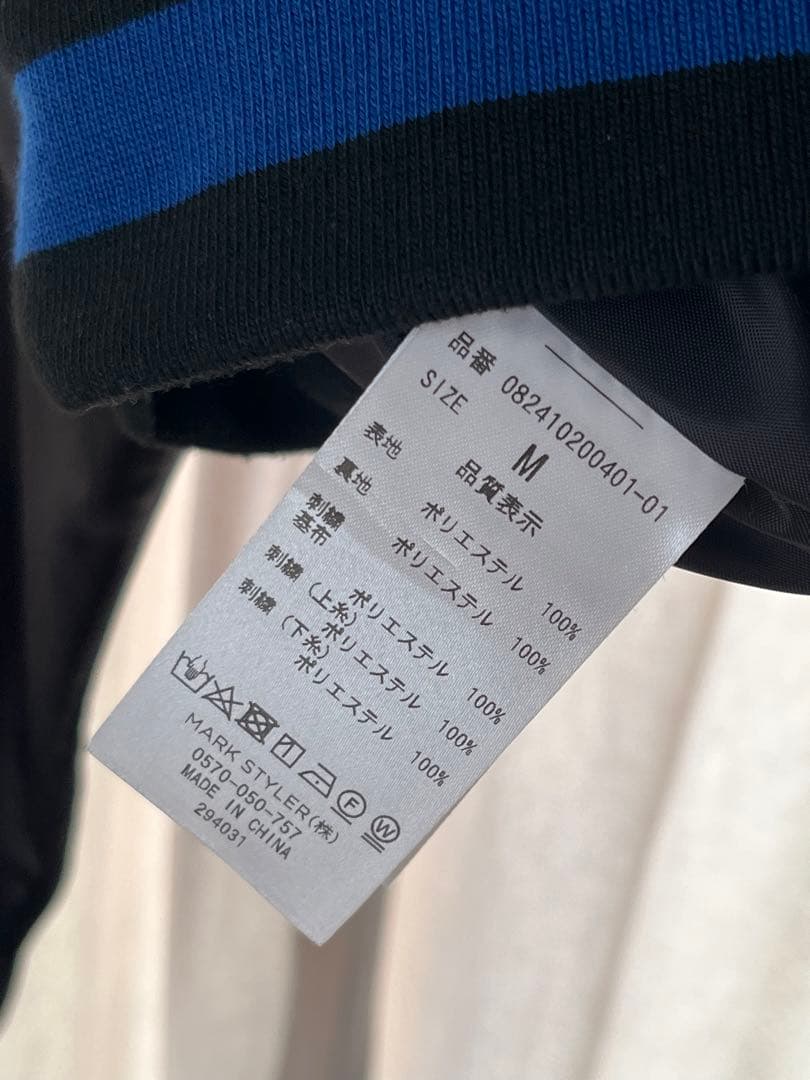 品番 082410200401-01
SIZE M
品質表示
表地 ポリエステル 100%
裏地 ポリエステル 100%
刺繍
基布 ポリエステル 100%
刺繍 (上糸) ポリエステル 100%
刺繍 (下糸) ポリエステル 100%
F W
MARK STYLER(株)
0570-050-757
MADE IN CHINA
294031